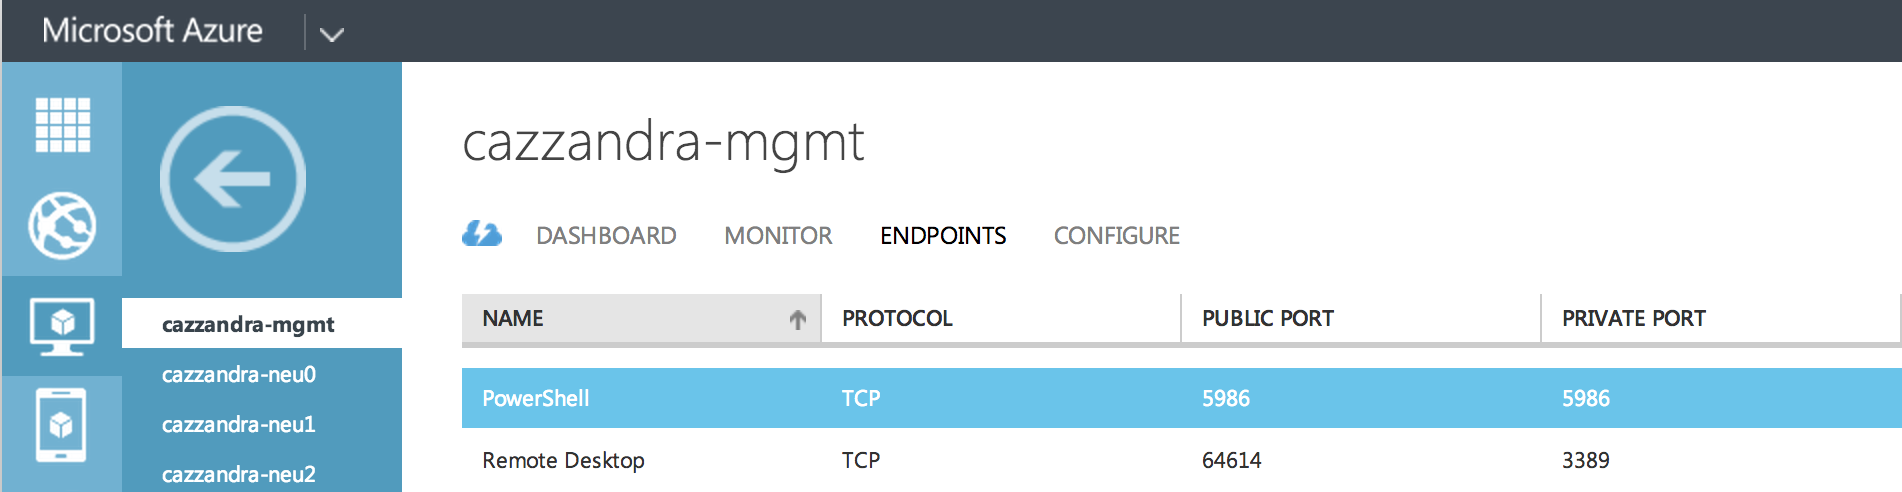 Microsoft Azure
cazzandra-mgmt
cazzandra-neu0
cazzandra-neu1
cazzandra-neu2
cazzandra-mgmt
DASHBOARD MONITOR ENDPOINTS CONFIGURE
NAME PROTOCOL PUBLIC PORT PRIVATE PORT
PowerShell TCP 5986 5986
Remote Desktop TCP 64614 3389